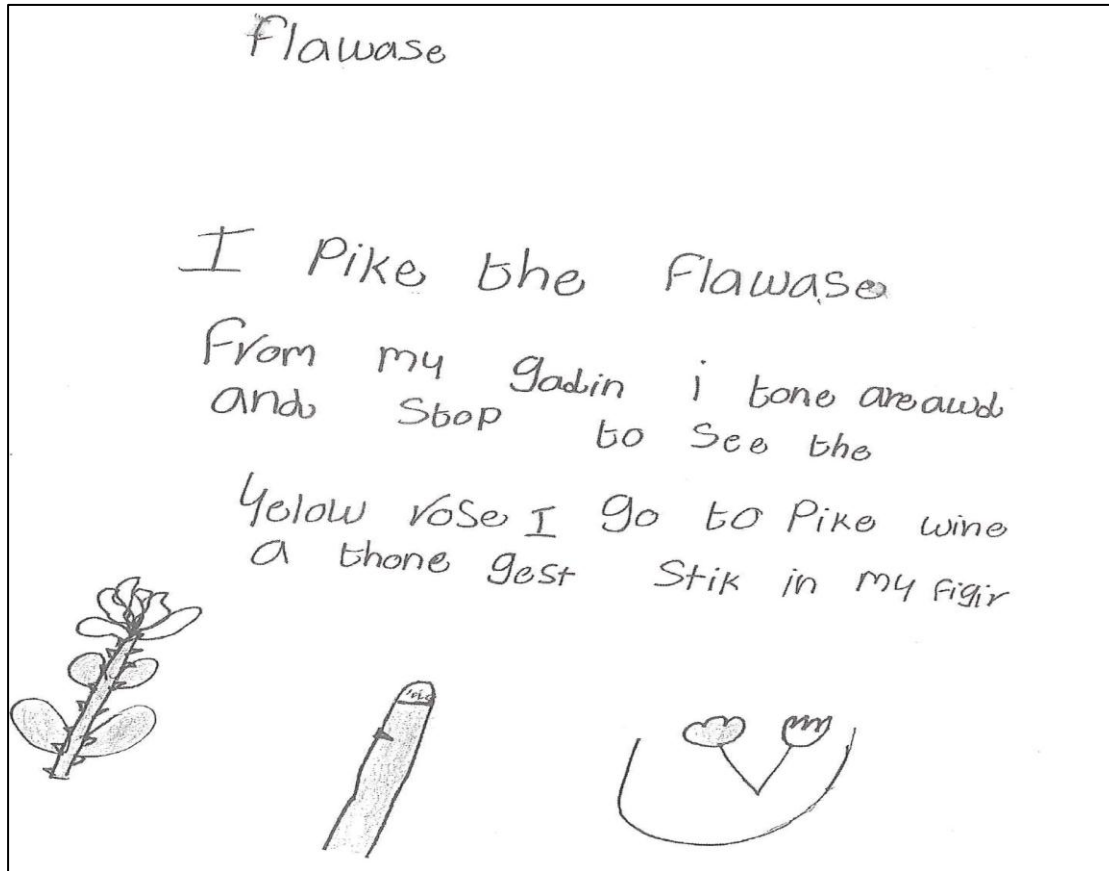 Flawase
I Pike the Flawase
From my gadin i tone areawd
and Stop to See the
Yelow rose I go to Pike wine
a thone gest Stik in my Figir